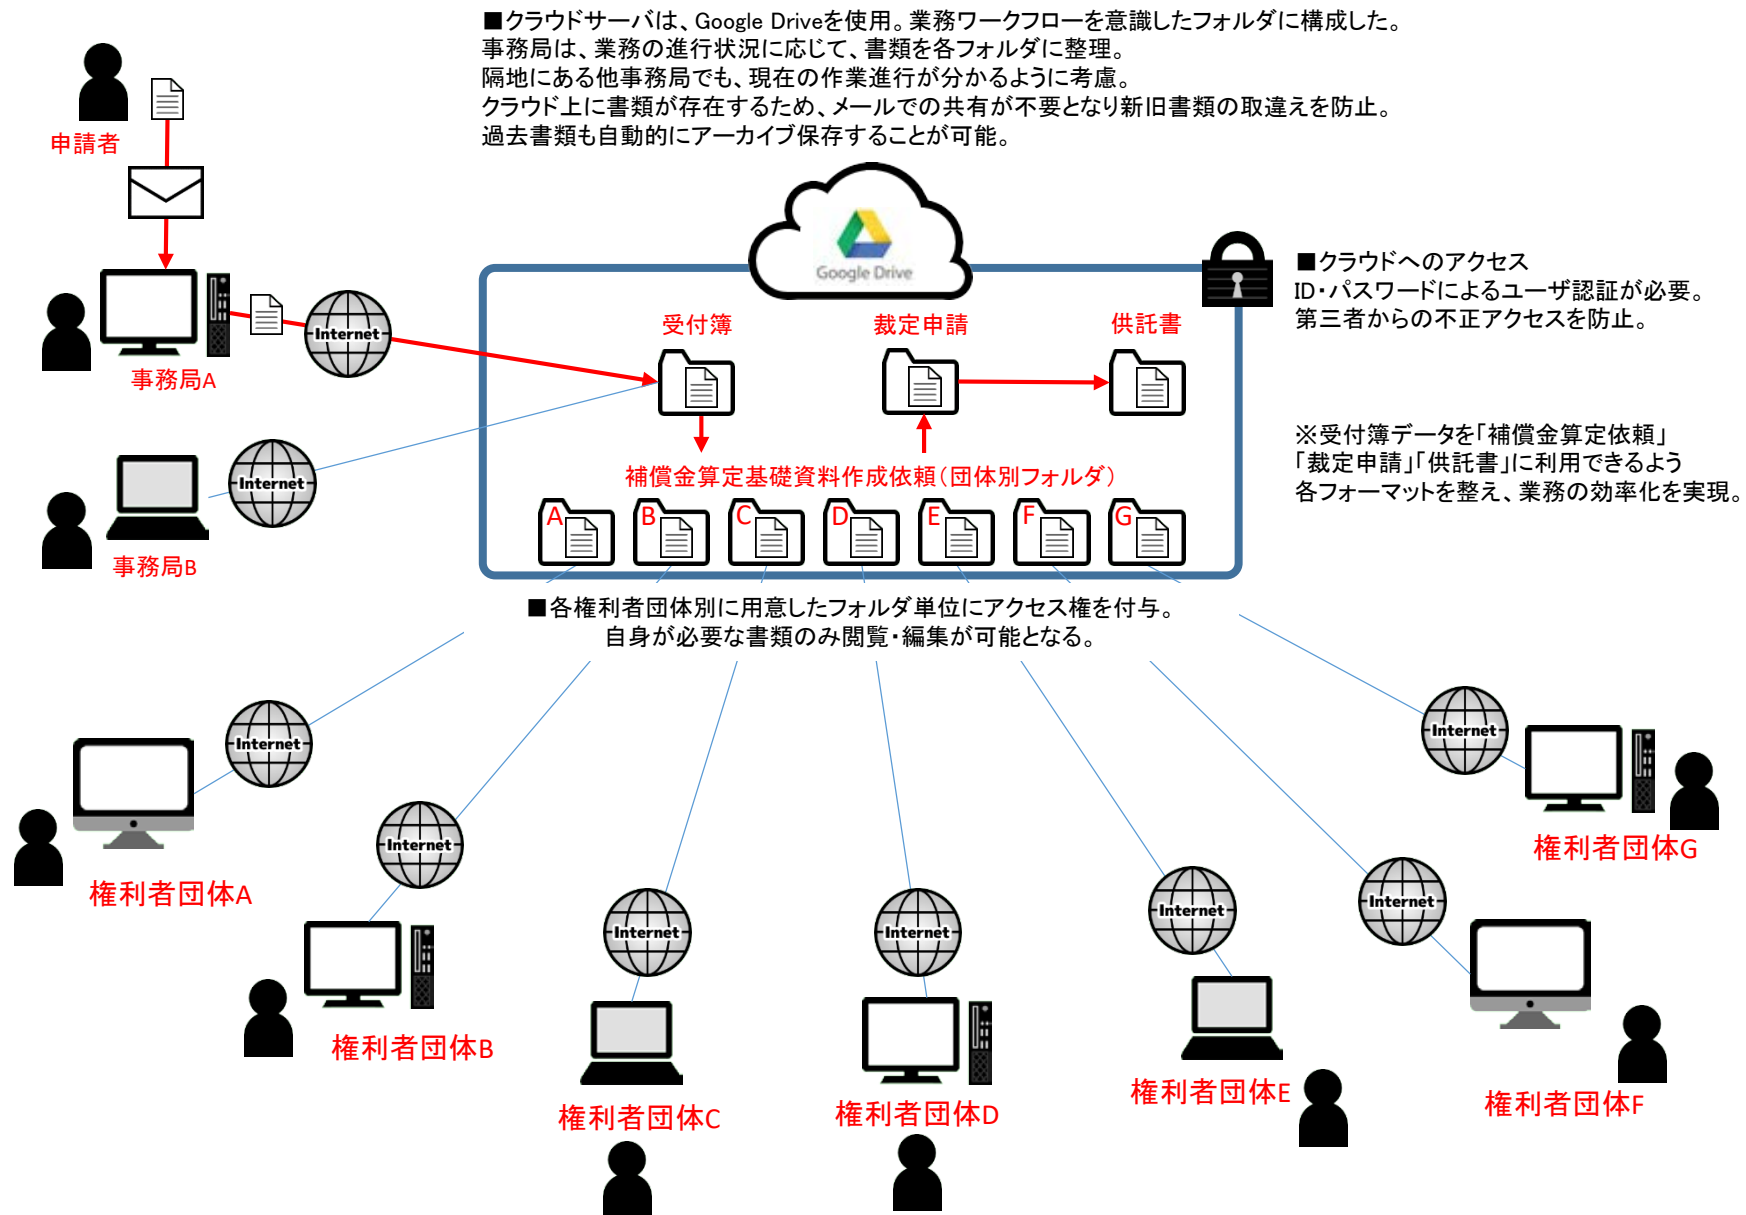 ■クラウドサーバは、Google Driveを使用。業務ワークフローを意識したフォルダに構成した。
事務局は、業務の進行状況に応じて、書類を各フォルダに整理。
隔地にある他事務局でも、現在の作業進行が分かるように考慮。
クラウド上に書類が存在するため、メールでの共有が不要となり新旧書類の取違えを防止。
過去書類も自動的にアーカイブ保存することが可能。
申請者
Google Drive
■クラウドへのアクセス
ID・パスワードによるユーザ認証が必要。
第三者からの不正アクセスを防止。
Internet
事務局A
受付簿
裁定申請
供託書
※受付簿データを「補償金算定依頼」
「裁定申請」「供託書」に利用できるよう
各フォーマットを整え、業務の効率化を実現。
Internet
事務局B
補償金算定基礎資料作成依頼（団体別フォルダ）
A
B
C
D
E
F
G
■各権利者団体別に用意したフォルダ単位にアクセス権を付与。
自身が必要な書類のみ閲覧・編集が可能となる。
Internet
権利者団体A
Internet
権利者団体B
Internet
権利者団体C
Internet
権利者団体D
Internet
権利者団体E
Internet
権利者団体F
Internet
権利者団体G